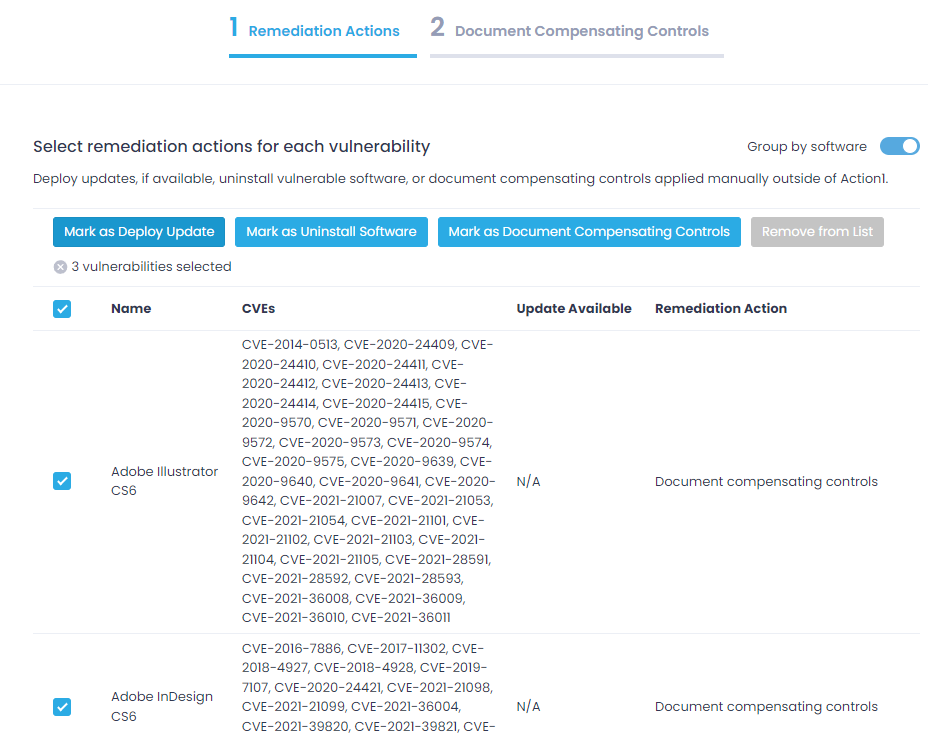 1 Remediation Actions 2 Document Compensating Controls
Select remediation actions for each vulnerability
Group by software
Deploy updates, if available, uninstall vulnerable software, or document compensating controls applied manually outside of Action1.
Mark as Deploy Update Mark as Uninstall Software Mark as Document Compensating Controls Remove from List
3 vulnerabilities selected
Name CVEs Update Available Remediation Action
Adobe Illustrator
CS6
CVE-2014-0513, CVE-2020-24409, CVE-
2020-24410, CVE-2020-24411, CVE-
2020-24412, CVE-2020-24413, CVE-
2020-24414, CVE-2020-24415, CVE-
2020-9570, CVE-2020-9571, CVE-2020-
9572, CVE-2020-9573, CVE-2020-9574,
CVE-2020-9575, CVE-2020-9639, CVE-
2020-9640, CVE-2020-9641, CVE-2020-
9642, CVE-2021-21007, CVE-2021-21053,
CVE-2021-21054, CVE-2021-21101, CVE-
2021-21102, CVE-2021-21103, CVE-2021-
21104, CVE-2021-21105, CVE-2021-28591,
CVE-2021-28592, CVE-2021-28593,
CVE-2021-36008, CVE-2021-36009,
CVE-2021-36010, CVE-2021-36011
N/A
Document compensating controls
Adobe InDesign
CS6
CVE-2016-7886, CVE-2017-11302, CVE-
2018-4927, CVE-2018-4928, CVE-2019-
7107, CVE-2020-24421, CVE-2021-21098,
CVE-2021-21099, CVE-2021-36004,
CVE-2021-39820, CVE-2021-39821, CVE-
N/A
Document compensating controls